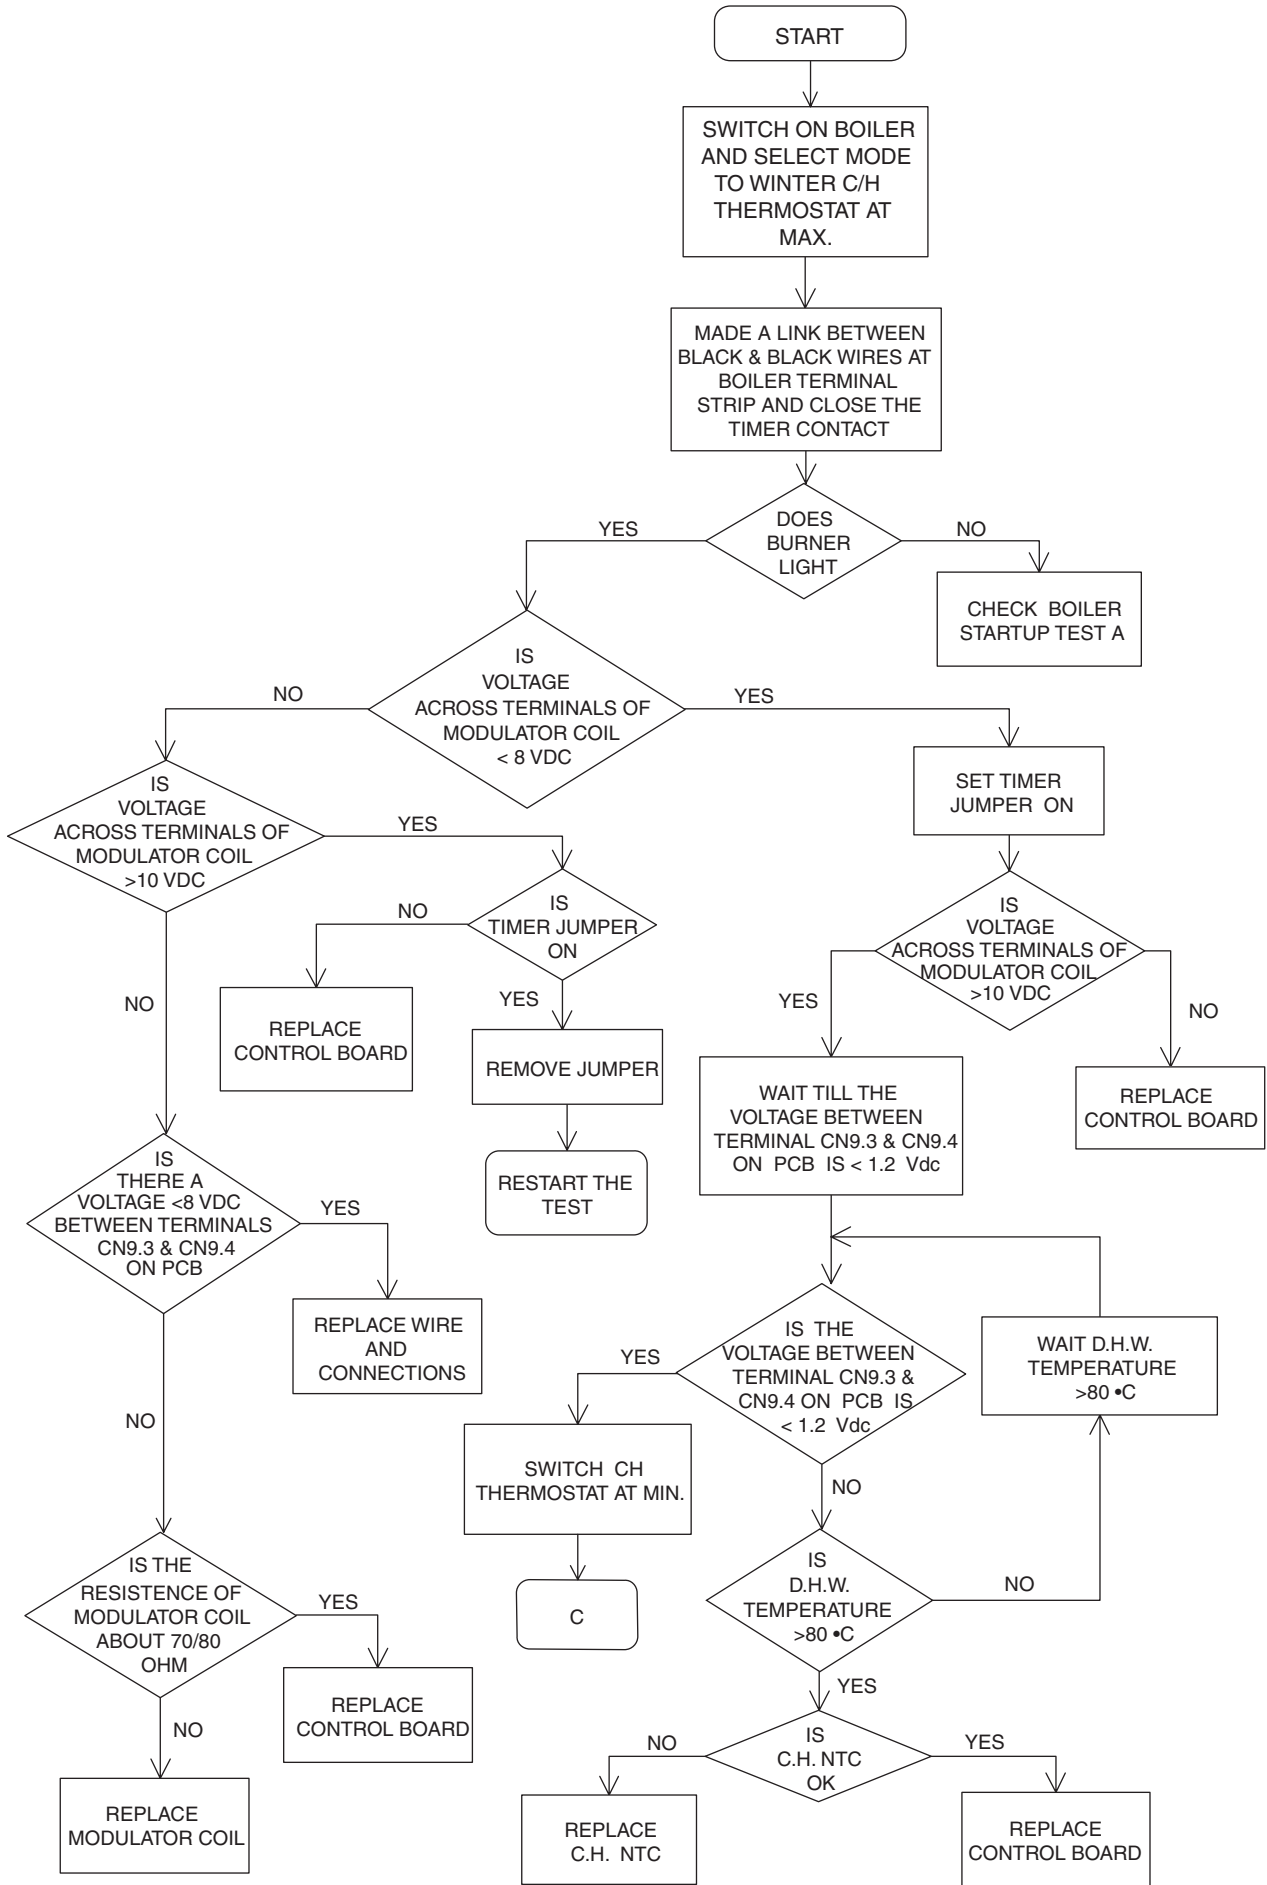 START
SWITCH ON BOILER
AND SELECT MODE
TO WINTER C/H
THERMOSTAT AT
MAX.
MADE A LINK BETWEEN
BLACK & BLACK WIRES AT
BOILER TERMINAL
STRIP AND CLOSE THE
TIMER CONTACT
DOES
BURNER
LIGHT
YES
NO
CHECK BOILER
STARTUP TEST A
IS
VOLTAGE
ACROSS TERMINALS OF
MODULATOR COIL
< 8 VDC
NO
YES
IS
VOLTAGE
ACROSS TERMINALS OF
MODULATOR COIL
>10 VDC
YES
NO
IS
TIMER JUMPER
ON
NO
YES
REPLACE
CONTROL BOARD
REMOVE JUMPER
RESTART THE
TEST
SET TIMER
JUMPER ON
IS
VOLTAGE
ACROSS TERMINALS OF
MODULATOR COIL
>10 VDC
YES
NO
REPLACE
CONTROL BOARD
WAIT TILL THE
VOLTAGE BETWEEN
TERMINAL CN9.3 & CN9.4
ON PCB IS < 1.2 Vdc
IS
THERE A
VOLTAGE <8 VDC
BETWEEN TERMINALS
CN9.3 & CN9.4
ON PCB
YES
NO
REPLACE WIRE
AND
CONNECTIONS
IS THE
VOLTAGE BETWEEN
TERMINAL CN9.3 &
CN9.4 ON PCB IS
< 1.2 Vdc
YES
NO
WAIT D.H.W.
TEMPERATURE
>80 •C
SWITCH CH
THERMOSTAT AT MIN.
C
IS
D.H.W.
TEMPERATURE
>80 •C
NO
YES
IS THE
RESISTENCE OF
MODULATOR COIL
ABOUT 70/80
OHM
YES
NO
REPLACE
CONTROL BOARD
REPLACE
MODULATOR COIL
IS
C.H. NTC
OK
NO
YES
REPLACE
C.H. NTC
REPLACE
CONTROL BOARD